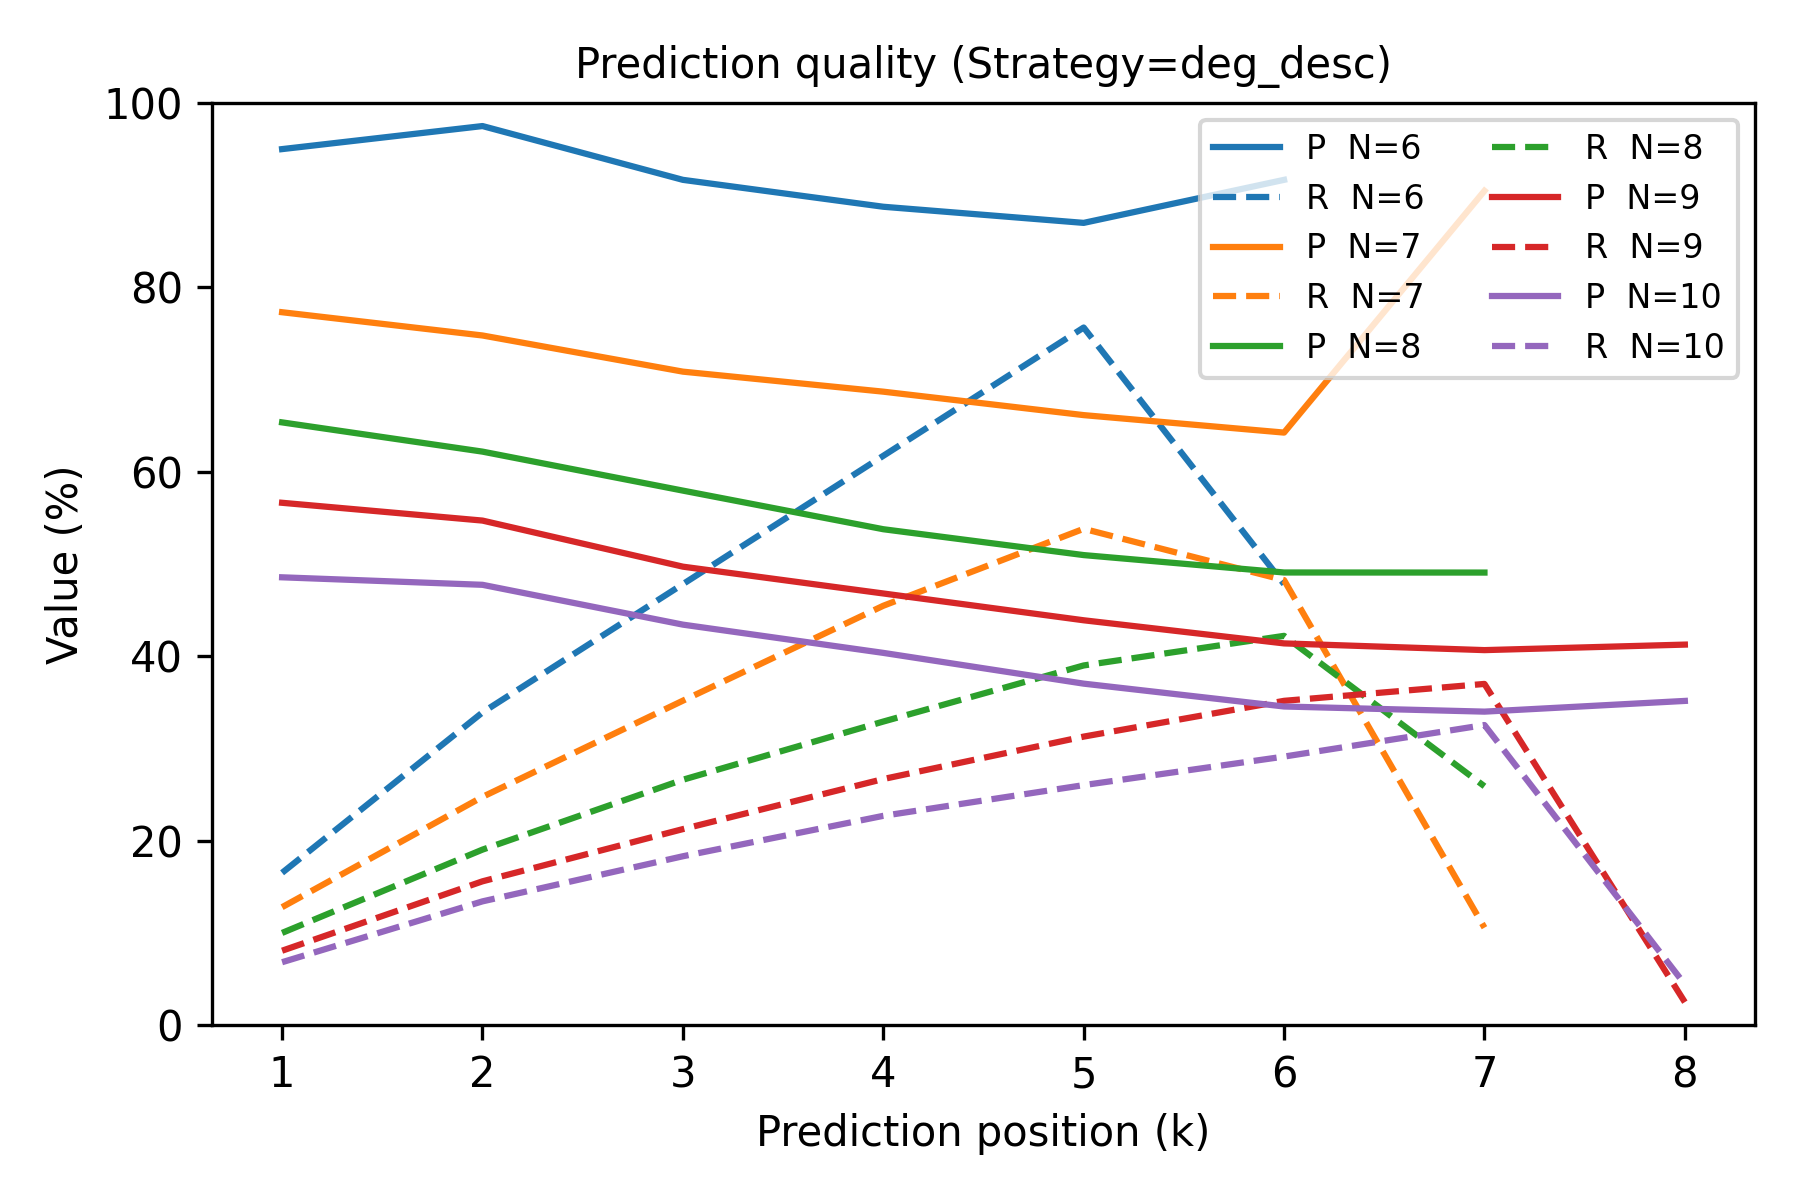 Prediction quality (Strategy=deg_desc)
100
80
60
40
20
0
Value (%)
P N=6
R N=6
P N=7
R N=7
P N=8
R N=8
P N=9
R N=9
P N=10
R N=10
1 2 3 4 5 6 7 8
Prediction position (k)